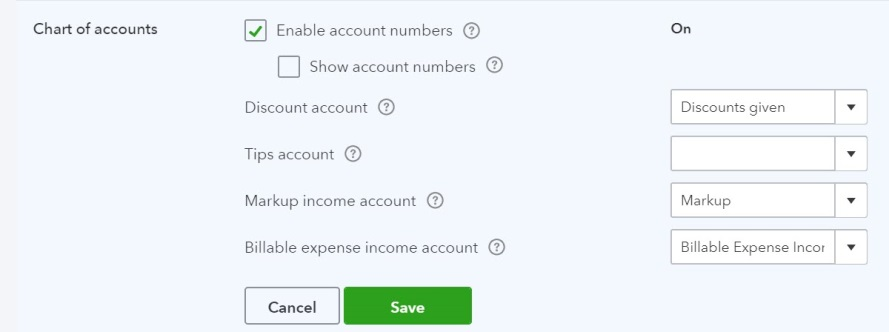 Chart of accounts
Enable account numbers
On
Show account numbers
Discount account
Discounts given
Tips account
Markup income account
Markup
Billable expense income account
Billable Expense Incor
Cancel
Save